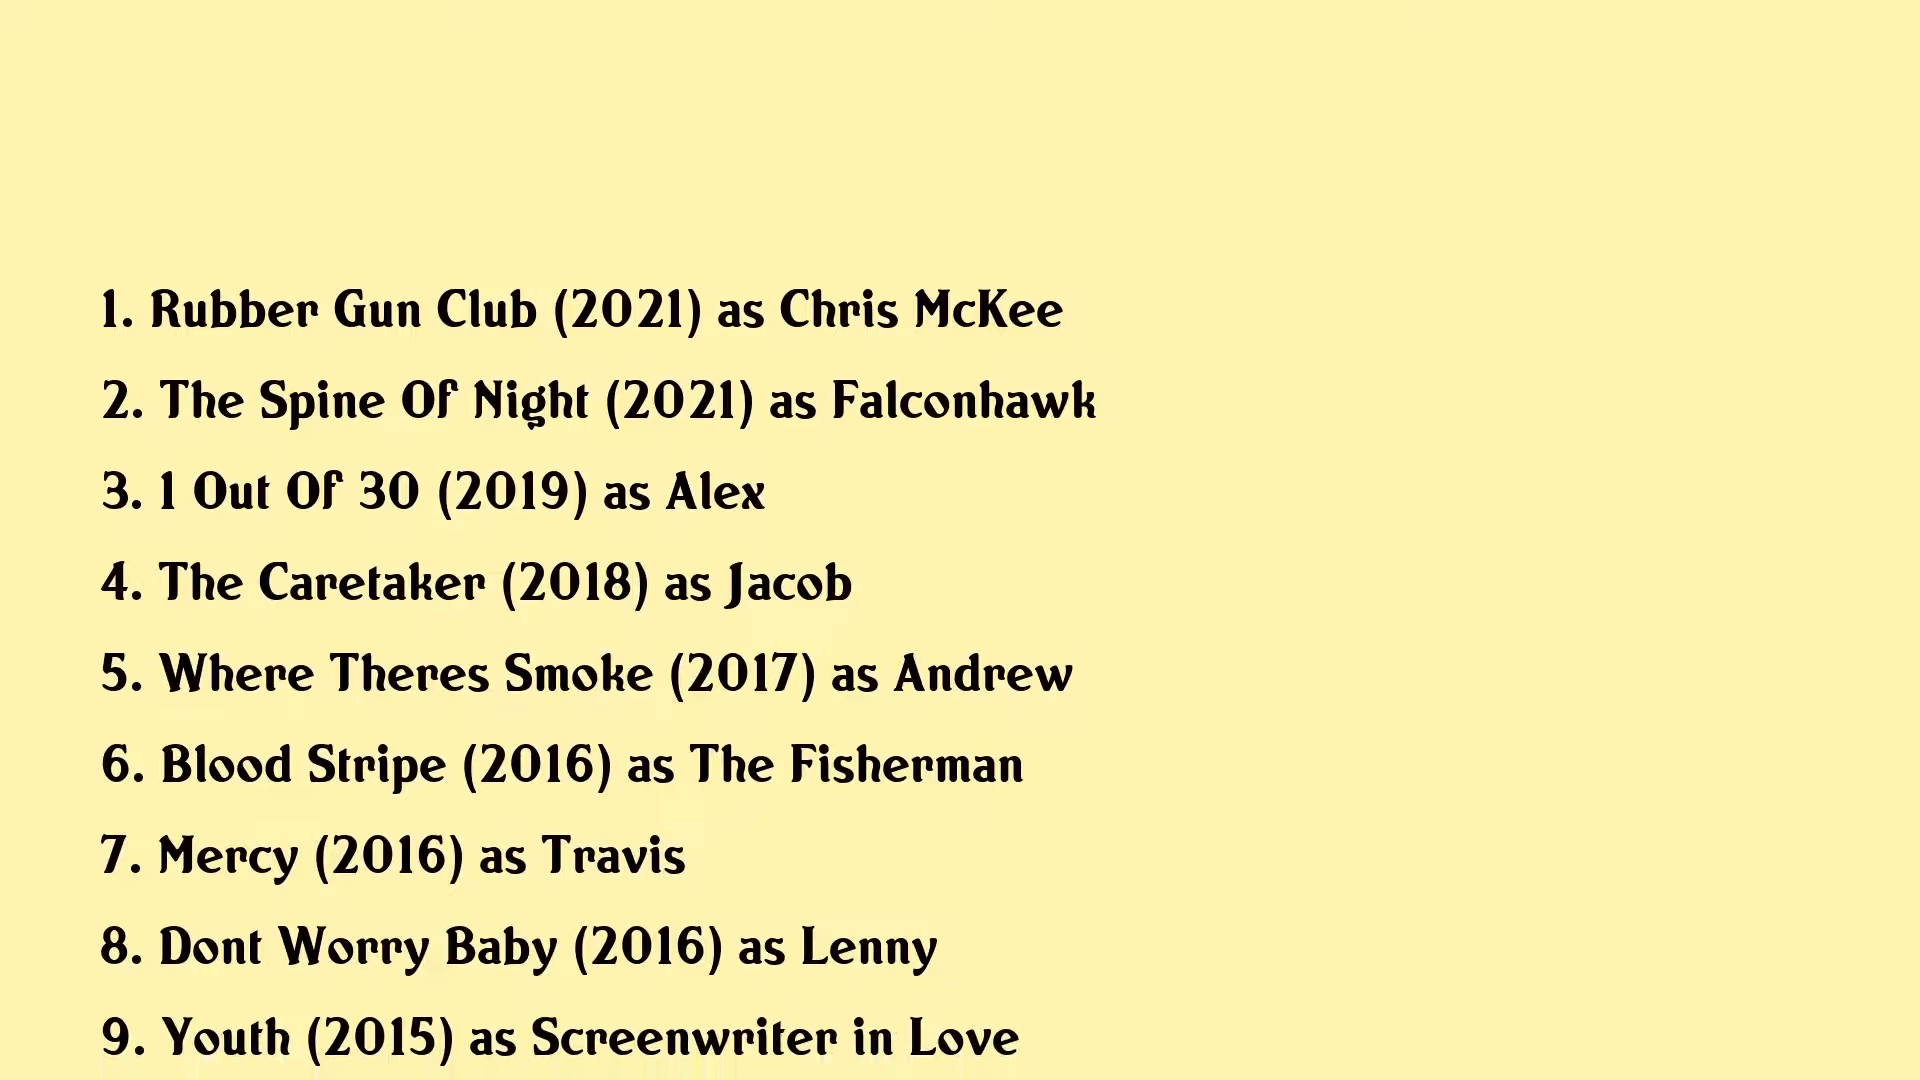 1. Rubber Gun Club (2021) as Chris McKee
2. The Spine Of Night (2021) as Falconhawk
3. 1 Out Of 30 (2019) as Alex
4. The Caretaker (2018) as Jacob
5. Where Theres Smoke (2017) as Andrew
6. Blood Stripe (2016) as The Fisherman
7. Mercy (2016) as Travis
8. Dont Worry Baby (2016) as Lenny
9. Youth (2015) as Screenwriter in Love